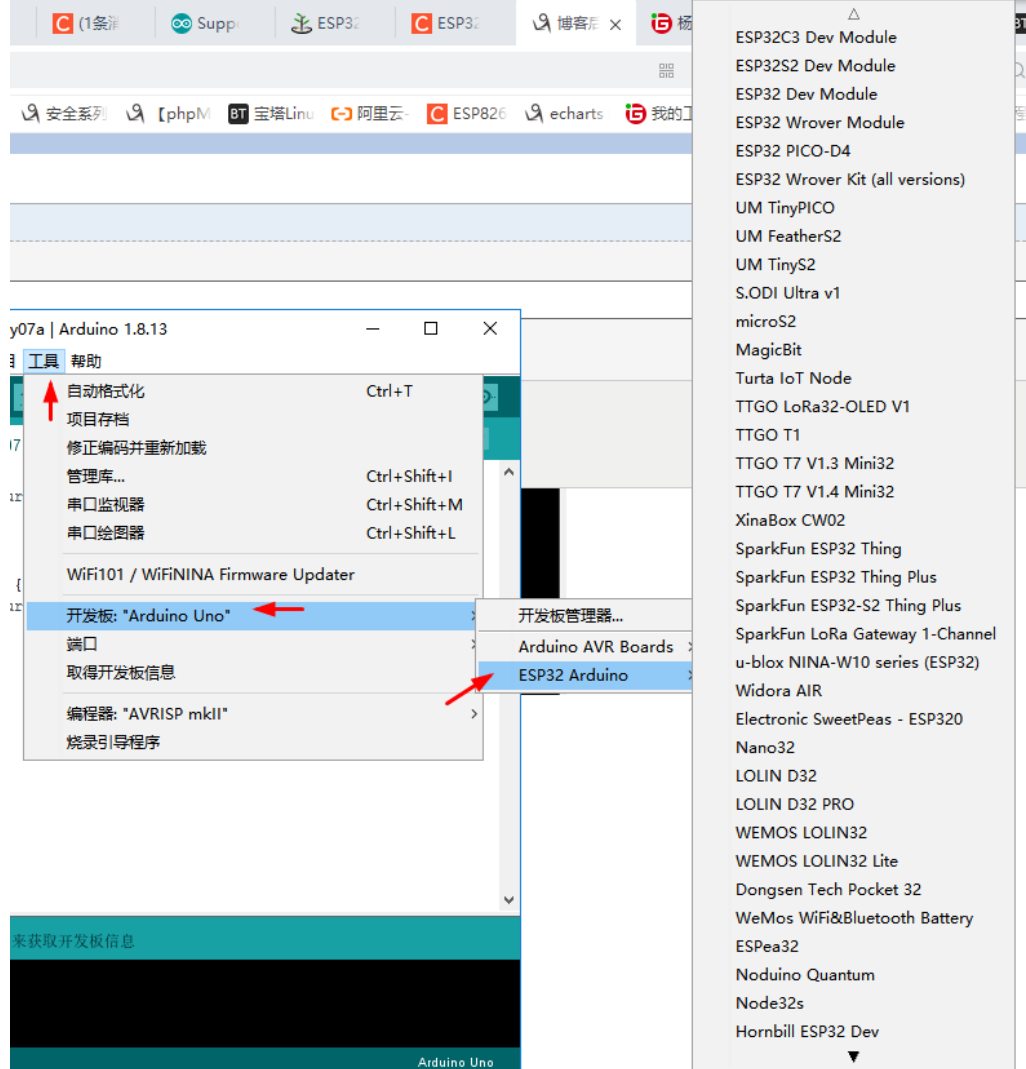 (1条
Supp
ESP32
ESP32
博客后
杨
安全系列
【phpM
BT 宝塔Linu
阿里云-
ESP826
echarts
我的工
y07a | Arduino 1.8.13
工具 帮助
自动格式化 Ctrl+T
项目存档
修正编码并重新加载
管理库... Ctrl+Shift+I
串口监视器 Ctrl+Shift+M
串口绘图器 Ctrl+Shift+L
WiFi101 / WiFiNINA Firmware Updater
开发板: "Arduino Uno"
端口
取得开发板信息
编程器: "AVRISP mkII"
烧录引导程序
开发板管理器...
Arduino AVR Boards
ESP32 Arduino
ESP32C3 Dev Module
ESP32S2 Dev Module
ESP32 Dev Module
ESP32 Wrover Module
ESP32 PICO-D4
ESP32 Wrover Kit (all versions)
UM TinyPICO
UM FeatherS2
UM TinyS2
S.ODI Ultra v1
microS2
MagicBit
Turta IoT Node
TTGO LoRa32-OLED V1
TTGO T1
TTGO T7 V1.3 Mini32
TTGO T7 V1.4 Mini32
XinaBox CW02
SparkFun ESP32 Thing
SparkFun ESP32 Thing Plus
SparkFun ESP32-S2 Thing Plus
SparkFun LoRa Gateway 1-Channel
u-blox NINA-W10 series (ESP32)
Widora AIR
Electronic SweetPeas - ESP320
Nano32
LOLIN D32
LOLIN D32 PRO
WEMOS LOLIN32
WEMOS LOLIN32 Lite
Dongsen Tech Pocket 32
WeMos WiFi&Bluetooth Battery
ESPea32
Noduino Quantum
Node32s
Hornbill ESP32 Dev
来获取开发板信息
Arduino Uno